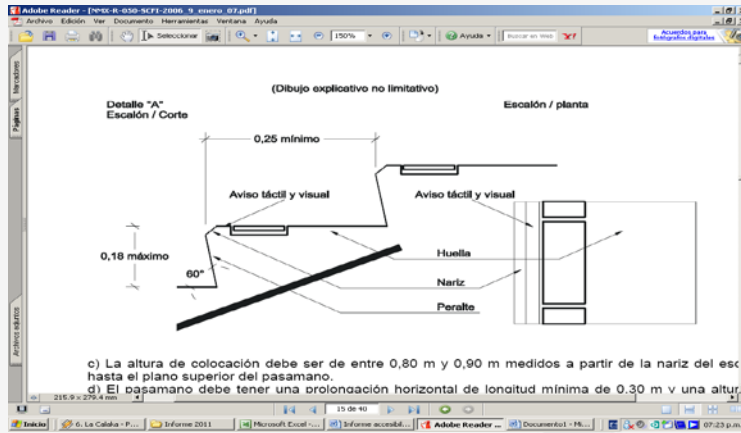 Adobe Reader - [NMX-R-050-SCFI-2006_9_enero_07.pdf]
Archivo Edición Ver Documento Herramientas Ventana Ayuda
Seleccionar 150% Ayuda Buscar en Web Y! Acuerdos para fotógrafos digitales
Marcadores
Páginas
Archivos adjuntos
(Dibujo explicativo no limitativo)
Detalle "A"
Escalón / Corte
Escalón / planta
0,25 mínimo
Aviso táctil y visual
Aviso táctil y visual
0,18 máximo
60°
Huella
Nariz
Peralte
c) La altura de colocación debe ser de entre 0,80 m y 0,90 m medidos a partir de la nariz del esc
hasta el plano superior del pasamano.
d) El pasamano debe tener una prolongación horizontal de longitud mínima de 0.30 m y una altur
215.9 x 279.4 mm
15 de 40
Inicio 6. La Calaka - P... Informe 2011 Microsoft Excel -... Informe accesibil... Adobe Reader ... Documento1 - Mi... ES 07:23 p.m.